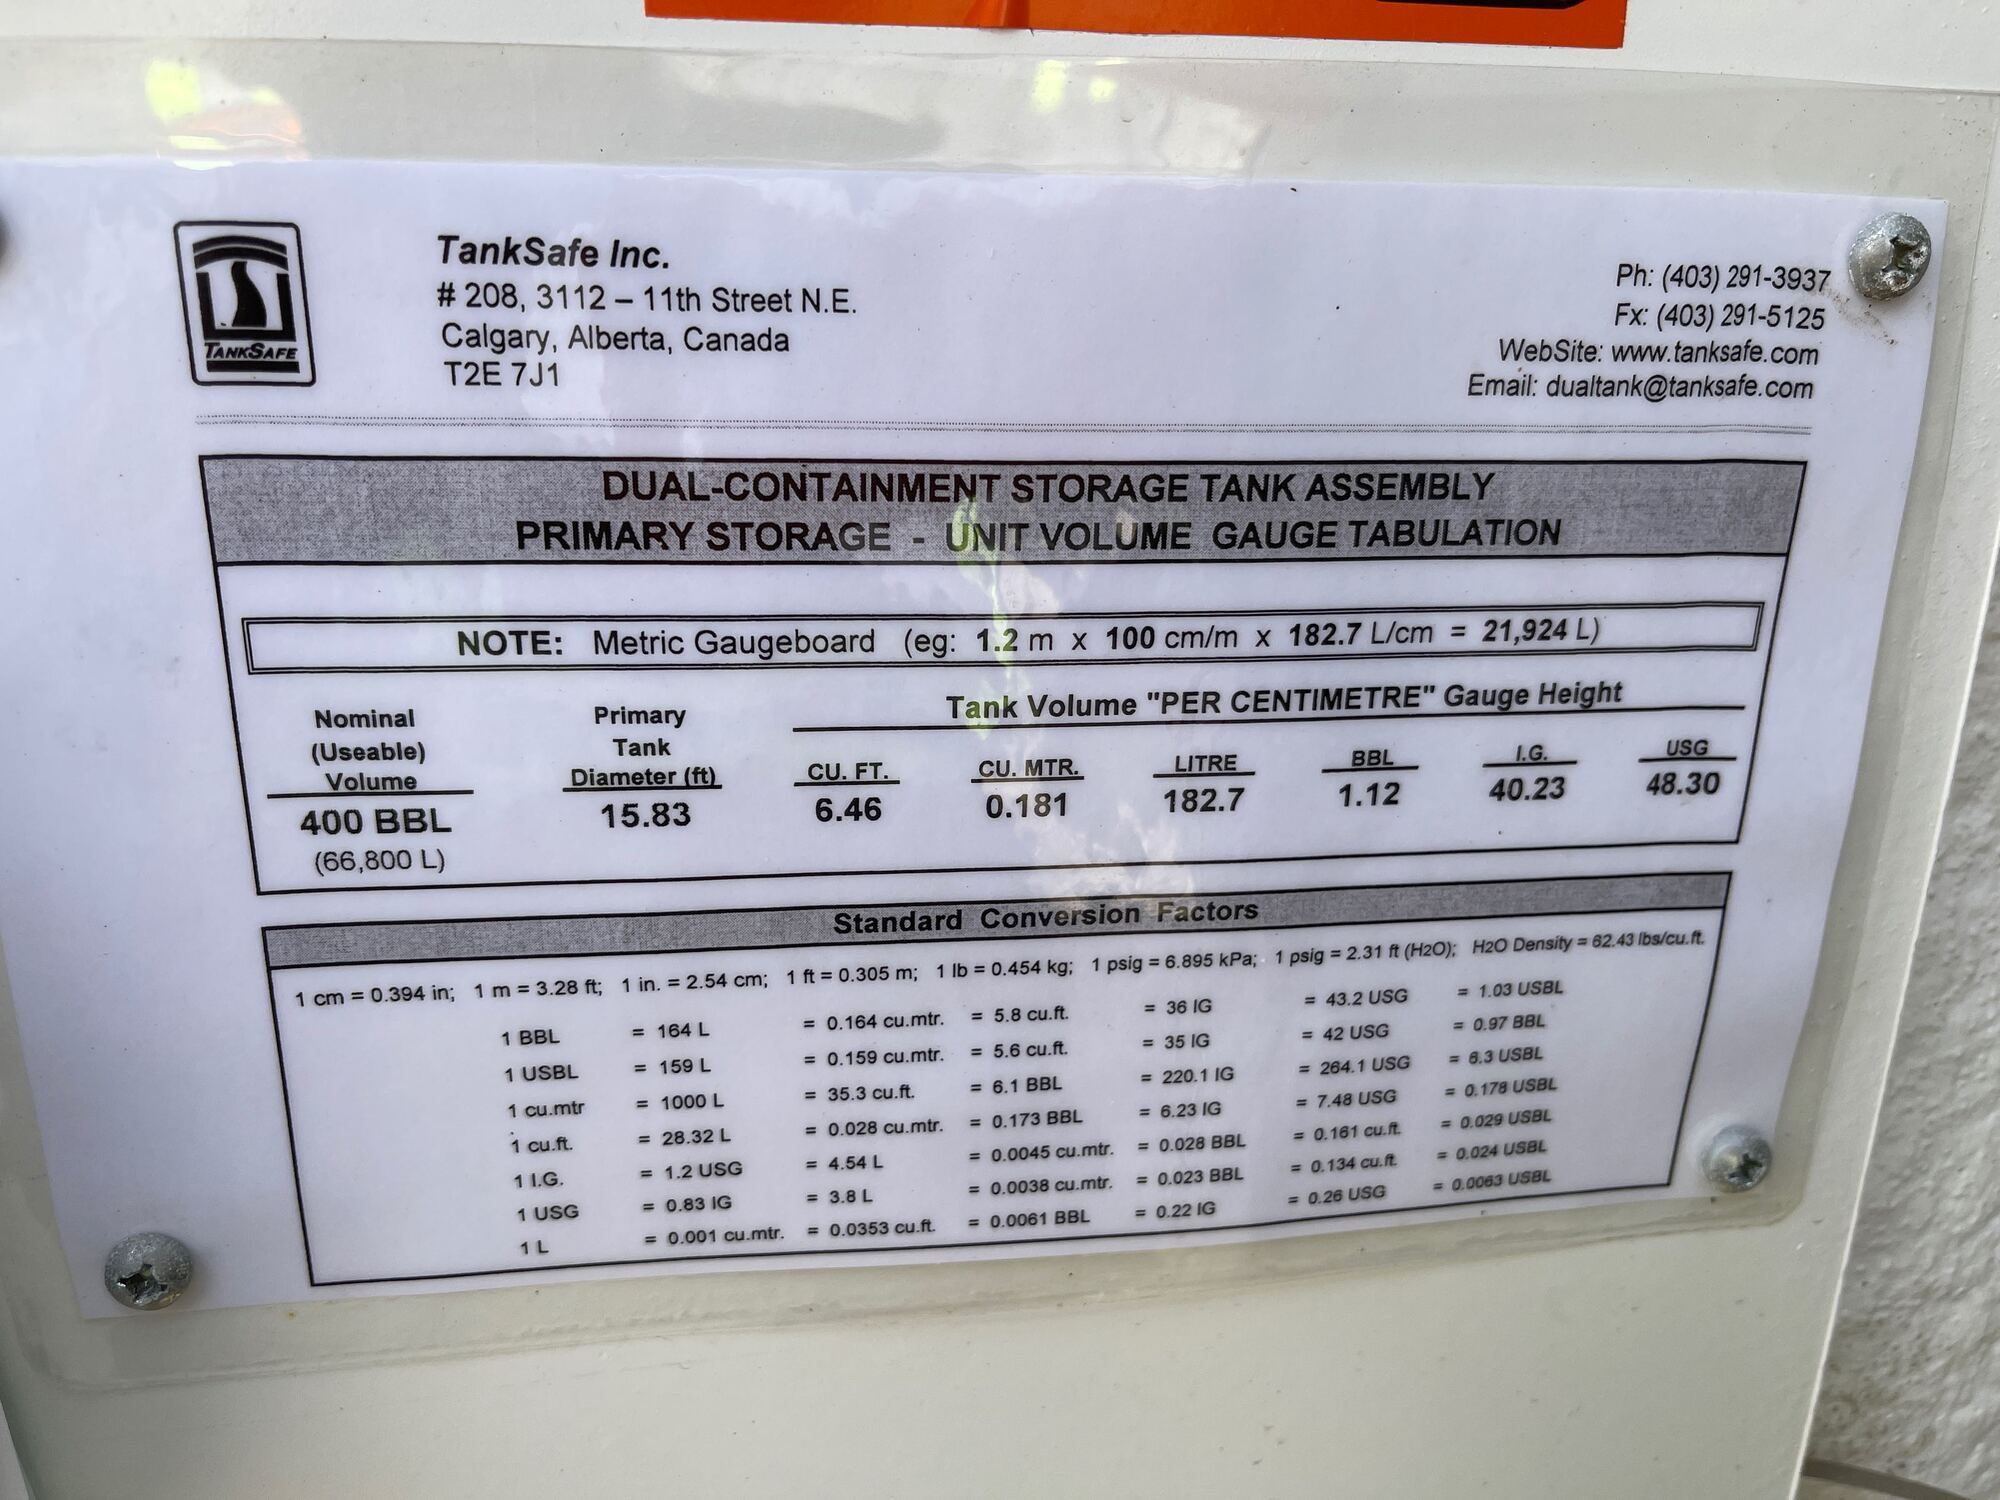 TANKSAFE
TankSafe Inc.
# 208, 3112 – 11th Street N.E.
Calgary, Alberta, Canada
T2E 7J1
Ph: (403) 291-3937
Fx: (403) 291-5125
WebSite: www.tanksafe.com
Email: dualtank@tanksafe.com
DUAL-CONTAINMENT STORAGE TANK ASSEMBLY
PRIMARY STORAGE - UNIT VOLUME GAUGE TABULATION
NOTE: Metric Gaugeboard (eg: 1.2 m x 100 cm/m x 182.7 L/cm = 21,924 L)
Nominal (Useable) Volume
Primary Tank Diameter (ft)
Tank Volume "PER CENTIMETRE" Gauge Height
CU. FT. CU. MTR. LITRE BBL I.G. USG
400 BBL 15.83 6.46 0.181 182.7 1.12 40.23 48.30
(66,800 L)
Standard Conversion Factors
1 cm = 0.394 in; 1 m = 3.28 ft; 1 in. = 2.54 cm; 1 ft = 0.305 m; 1 lb = 0.454 kg; 1 psig = 6.895 kPa; 1 psig = 2.31 ft (H2O); H2O Density = 62.43 lbs/cu.ft.
1 BBL = 164 L = 0.164 cu.mtr. = 5.8 cu.ft. = 36 IG = 43.2 USG = 1.03 USBL
1 USBL = 159 L = 0.159 cu.mtr. = 5.6 cu.ft. = 35 IG = 42 USG = 0.97 BBL
1 cu.mtr = 1000 L = 35.3 cu.ft. = 6.1 BBL = 220.1 IG = 264.1 USG = 6.3 USBL
1 cu.ft. = 28.32 L = 0.028 cu.mtr. = 0.173 BBL = 6.23 IG = 7.48 USG = 0.178 USBL
1 I.G. = 1.2 USG = 4.54 L = 0.0045 cu.mtr. = 0.028 BBL = 0.161 cu.ft. = 0.029 USBL
1 USG = 0.83 IG = 3.8 L = 0.0038 cu.mtr. = 0.023 BBL = 0.134 cu.ft. = 0.024 USBL
1 L = 0.001 cu.mtr. = 0.0353 cu.ft. = 0.0061 BBL = 0.22 IG = 0.26 USG = 0.0063 USBL